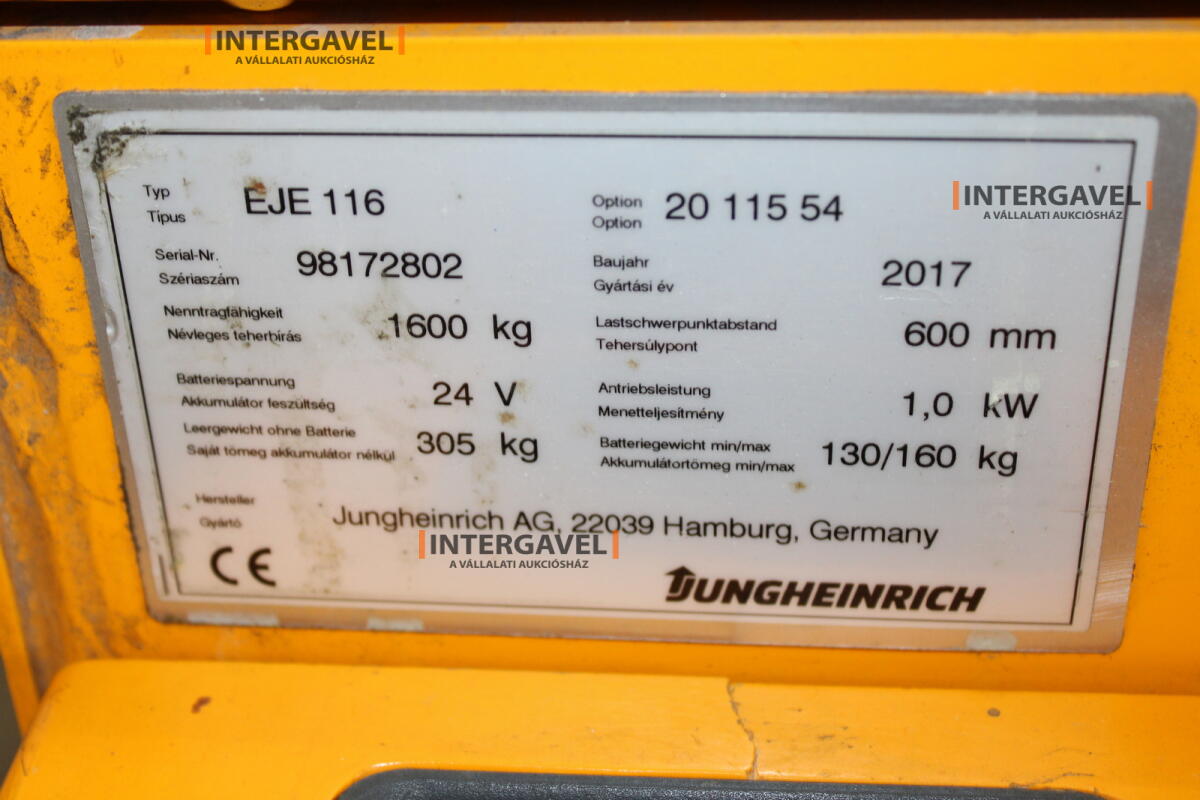 INTERGAVEL
A VÁLLALATI AUKCIÓSHÁZ
Typ
Típus
EJE 116
Option
Option
20 115 54
INTERGAVEL
A VÁLLALATI AUKCIÓSHÁZ
Serial-Nr.
Szériaszám
98172802
Baujahr
Gyártási év
2017
Nenntragfähigkeit
Névleges teherbírás
1600 kg
Lastschwerpunktabstand
Tehersúlypont
600 mm
Batteriespannung
Akkumulátor feszültség
24 V
Antriebsleistung
Menetteljesítmény
1,0 kW
Leergewicht ohne Batterie
Saját tömeg akkumulátor nélkül
305 kg
Batteriegewicht min/max
Akkumulátortömeg min/max
130/160 kg
Hersteller
Gyártó
Jungheinrich AG, 22039 Hamburg, Germany
INTERGAVEL
A VÁLLALATI AUKCIÓSHÁZ
CE
JUNGHEINRICH